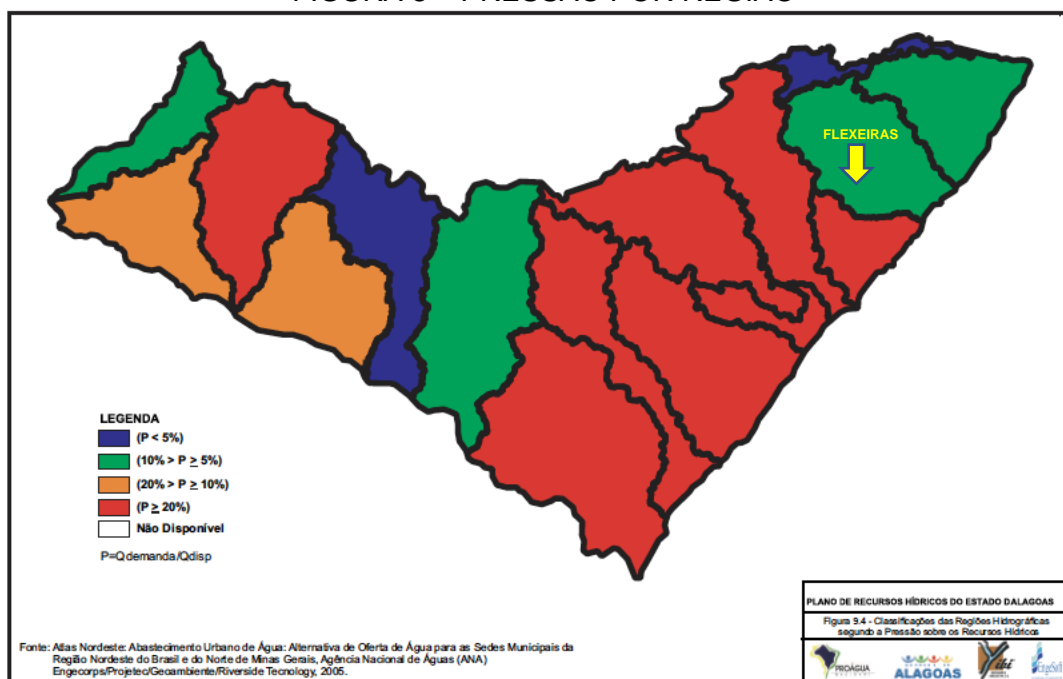 FLEXEIRAS
LEGENDA
(P < 5%)
(10% > P ≥ 5%)
(20% > P ≥ 10%)
(P ≥ 20%)
Não Disponível
P=Qdemanda/Qdisp
PLANO DE RECURSOS HÍDRICOS DO ESTADO DALAGOAS
Figura 9.4 - Classificações das Regiões Hidrográficas
segundo a Pressão sobre os Recursos Hídricos
Fonte: Atlas Nordeste: Abastecimento Urbano de Água: Alternativa de Oferta de Água para as Sedes Municipais da
Região Nordeste do Brasil e do Norte de Minas Gerais, Agência Nacional de Águas (ANA)
Engecorps/Projetec/Geoambiente/Riverside Tecnology, 2005.
PROÁGUA
ALAGOAS